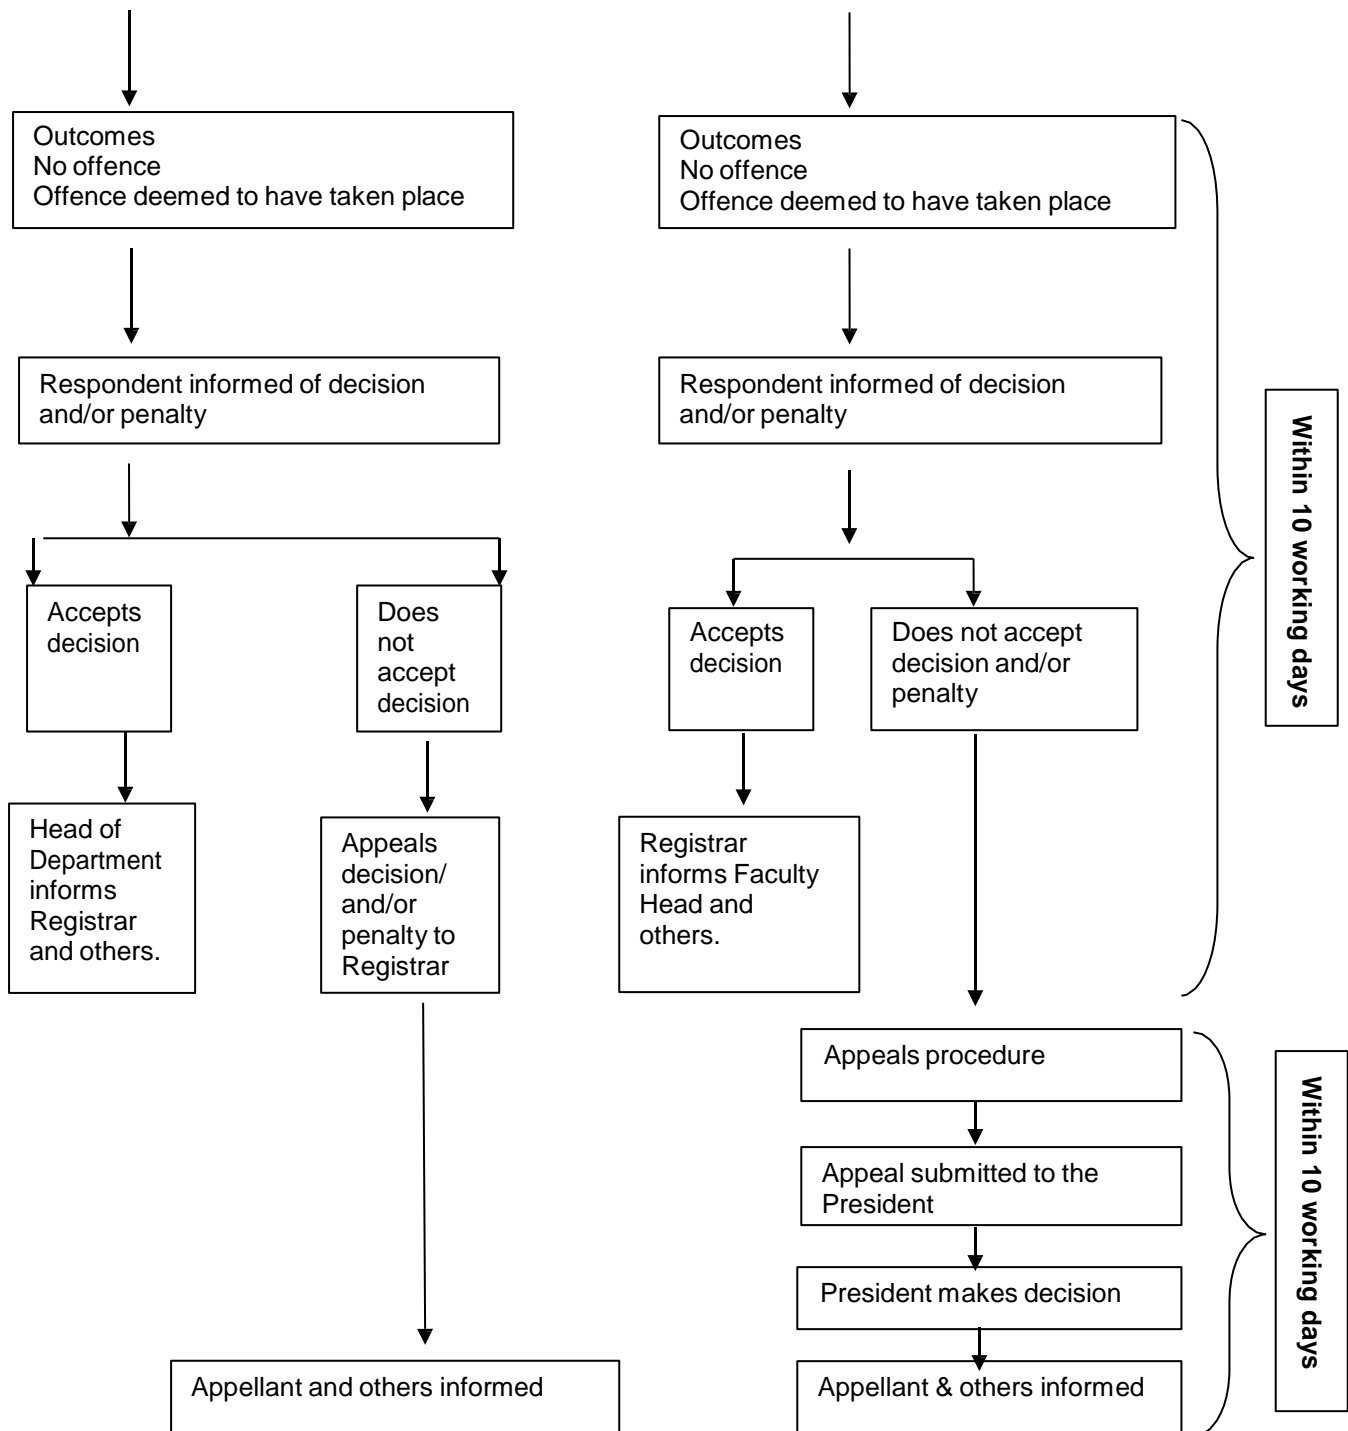 Outcomes
No offence
Offence deemed to have taken place
Respondent informed of decision
and/or penalty
Accepts
decision
Does
not
accept
decision
Head of
Department
informs
Registrar
and others.
Appeals
decision/
and/or
penalty to
Registrar
Appellant and others informed
Outcomes
No offence
Offence deemed to have taken place
Respondent informed of decision
and/or penalty
Accepts
decision
Does not accept
decision and/or
penalty
Registrar
informs Faculty
Head and
others.
Within 10 working days
Appeals procedure
Appeal submitted to the
President
President makes decision
Appellant & others informed
Within 10 working days